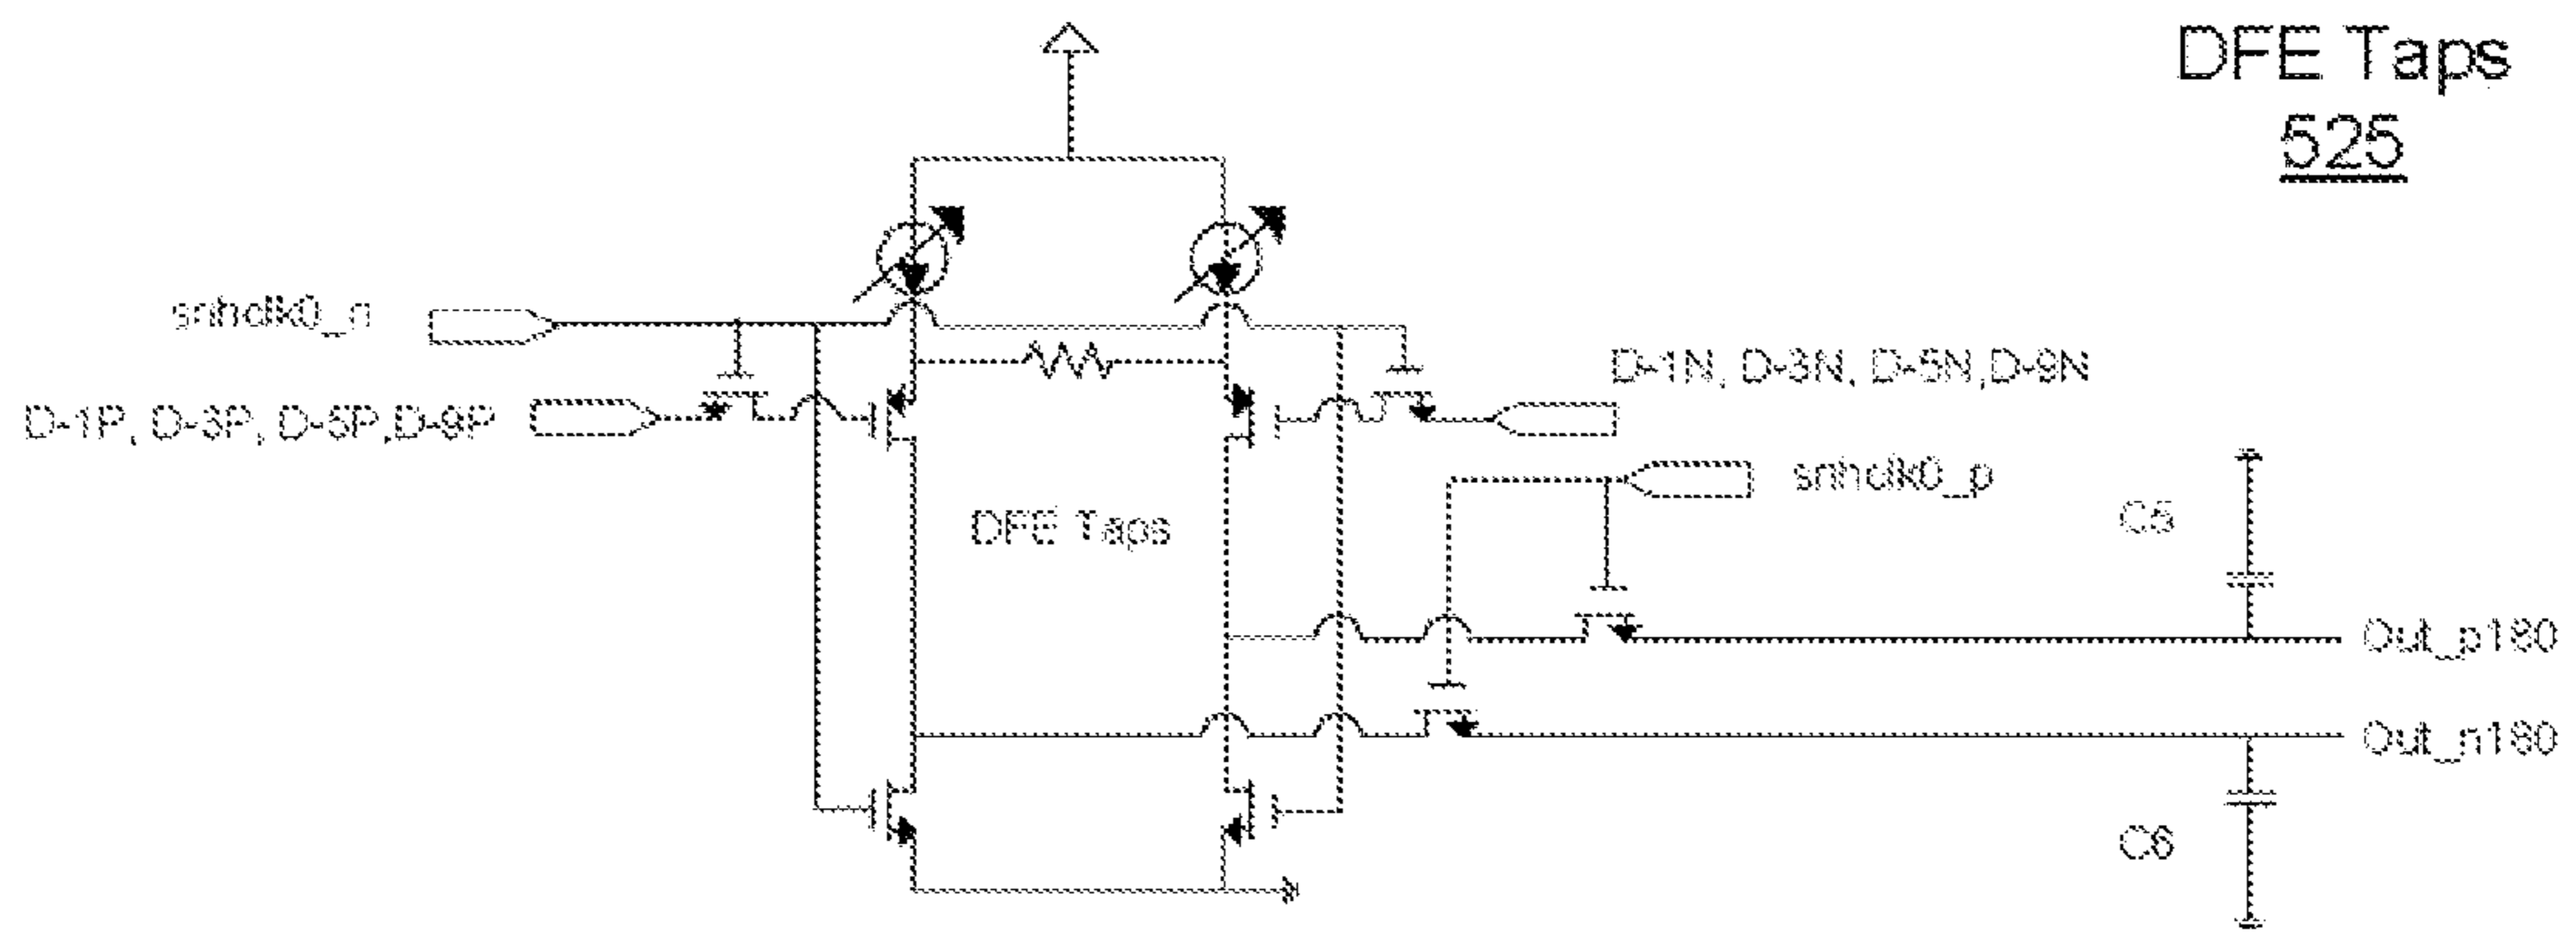 DFE Taps
525
snhclk0_n
D-1N, D-3N, D-5N,D-9N
D-1P, D-3P, D-5P,D-9P
snhclk0_p
C5
DFE Taps
Out_p180
Out_n180
C6